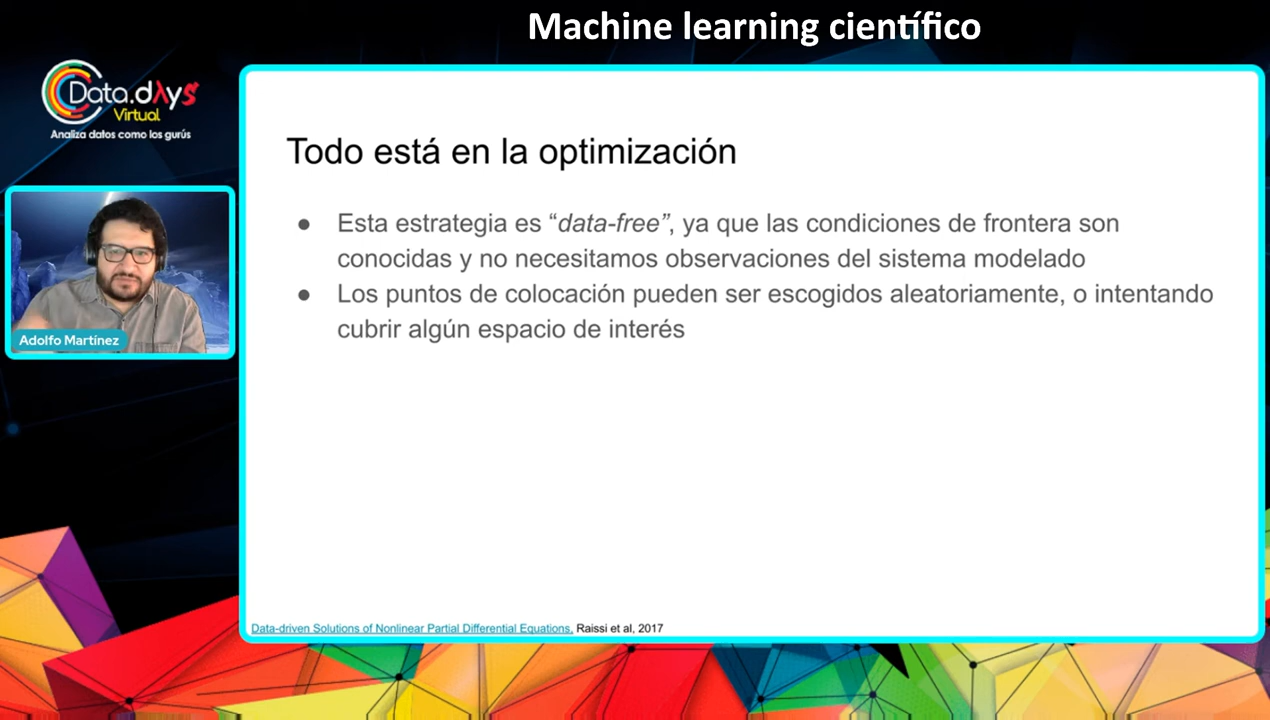 Machine learning científico
Data.dλys
Virtual
Analiza datos como los gurús
Adolfo Martínez
Todo está en la optimización
● Esta estrategia es “data-free”, ya que las condiciones de frontera son
conocidas y no necesitamos observaciones del sistema modelado
● Los puntos de colocación pueden ser escogidos aleatoriamente, o intentando
cubrir algún espacio de interés
Data-driven Solutions of Nonlinear Partial Differential Equations, Raissi et al, 2017